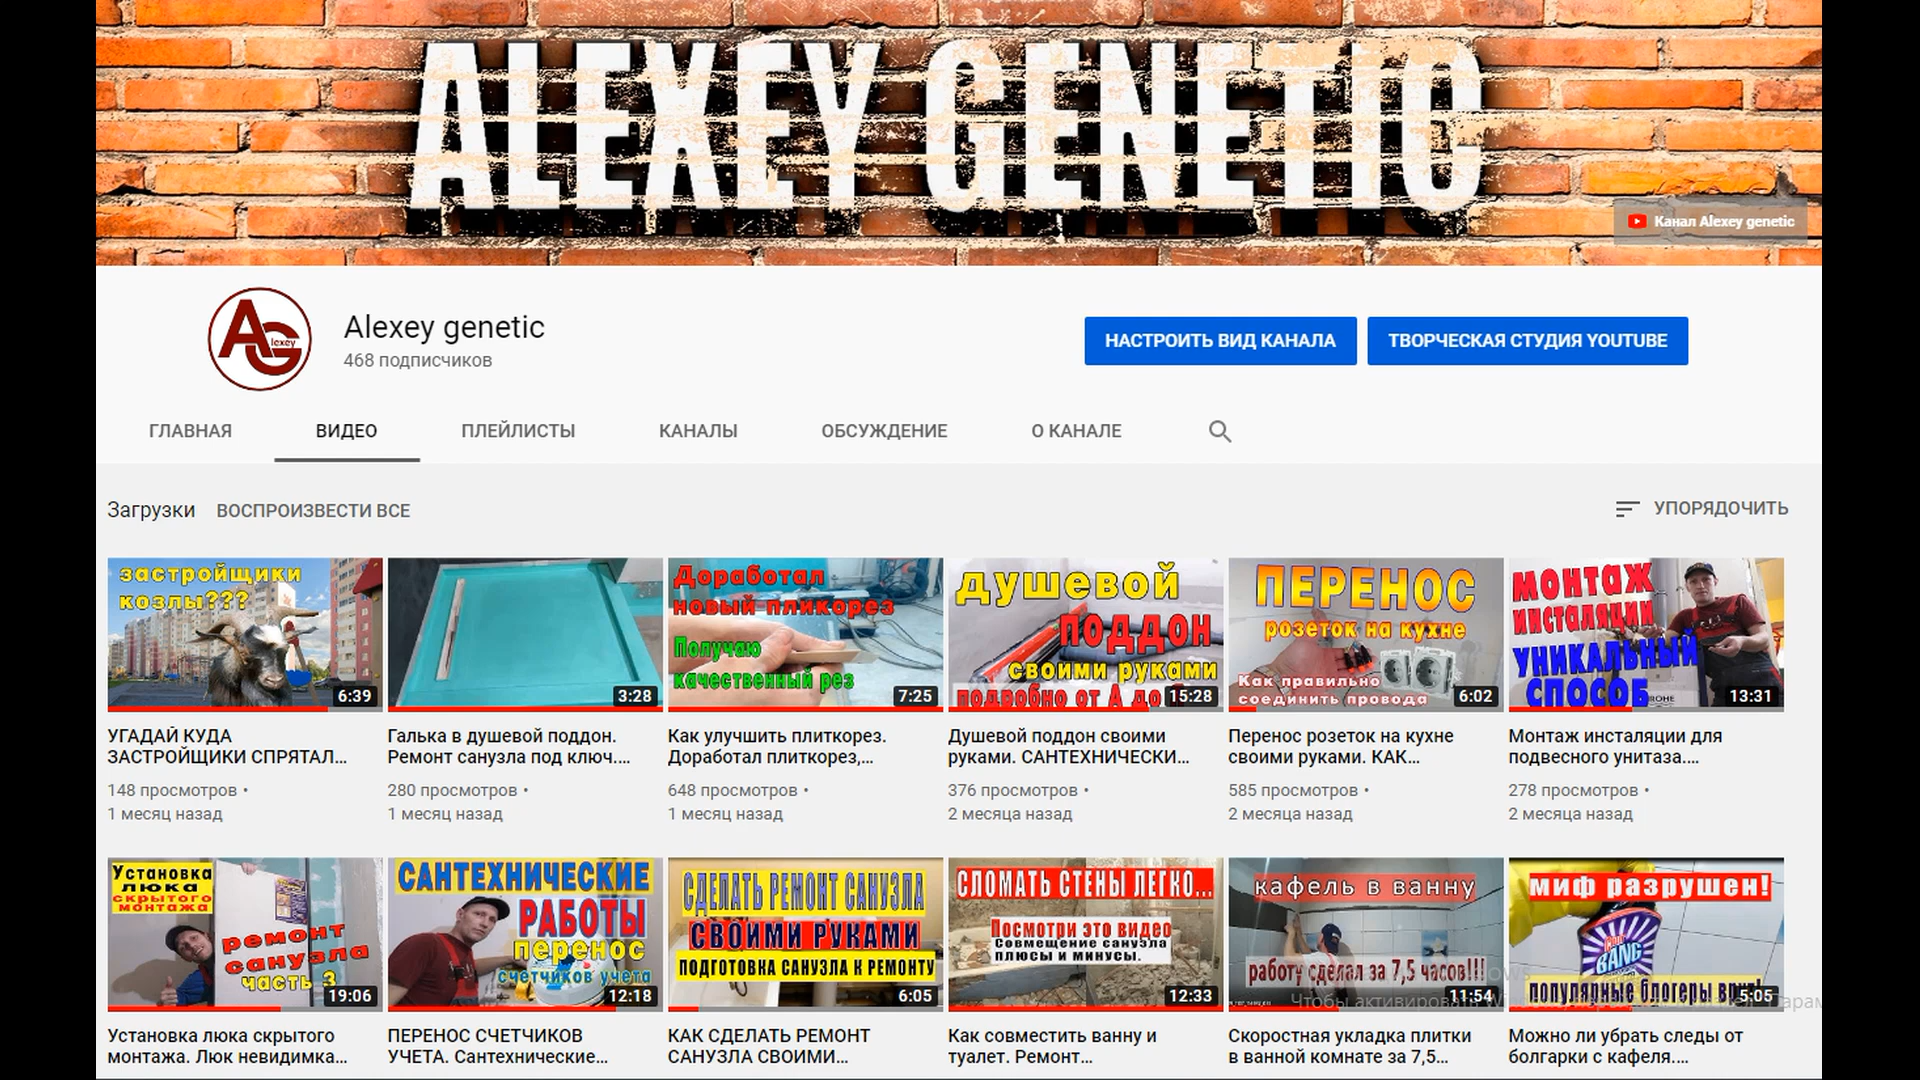 ALEXEY GENETIC
Канал Alexey genetic
AG
lexey
Alexey genetic
468 подписчиков
НАСТРОИТЬ ВИД КАНАЛА
ТВОРЧЕСКАЯ СТУДИЯ YOUTUBE
ГЛАВНАЯ
ВИДЕО
ПЛЕЙЛИСТЫ
КАНАЛЫ
ОБСУЖДЕНИЕ
О КАНАЛЕ
Загрузки
ВОСПРОИЗВЕСТИ ВСЕ
УПОРЯДОЧИТЬ
застройщики
козлы???
6:39
УГАДАЙ КУДА
ЗАСТРОЙЩИКИ СПРЯТАЛ...
148 просмотров •
1 месяц назад
3:28
Галька в душевой поддон.
Ремонт санузла под ключ....
280 просмотров •
1 месяц назад
Доработал
новый пликорез
Получаю
качественный рез
7:25
Как улучшить плиткорез.
Доработал плиткорез,...
648 просмотров •
1 месяц назад
душевой
поддон
своими руками
подробно от А до
15:28
Душевой поддон своими
руками. САНТЕХНИЧЕСКИ...
376 просмотров •
2 месяца назад
ПЕРЕНОС
розеток на кухне
Как правильно
соединить провода
6:02
Перенос розеток на кухне
своими руками. КАК...
585 просмотров •
2 месяца назад
монтаж
инсталяции
УНИКАЛЬНЫЙ
СПОСОБ
ROHE
13:31
Монтаж инсталяции для
подвесного унитаза....
278 просмотров •
2 месяца назад
Установка
люка
скрытого
монтажа
ремонт
санузла
часть 3
19:06
Установка люка скрытого
монтажа. Люк невидимка...
САНТЕХНИЧЕСКИЕ
РАБОТЫ
перенос
счетчиков учета
12:18
ПЕРЕНОС СЧЕТЧИКОВ
УЧЕТА. Сантехнические...
СДЕЛАТЬ РЕМОНТ САНУЗЛА
СВОИМИ РУКАМИ
ПОДГОТОВКА САНУЗЛА К РЕМОНТУ
6:05
КАК СДЕЛАТЬ РЕМОНТ
САНУЗЛА СВОИМИ...
СЛОМАТЬ СТЕНЫ ЛЕГКО...
Посмотри это видео
Совмещение санузла
плюсы и минусы.
12:33
Как совместить ванну и
туалет. Ремонт...
кафель в ванну
работу сделал за 7,5 часов!!!
11:54
Скоростная укладка плитки
в ванной комнате за 7,5...
миф разрушен!
BANG
популярные блогеры
5:05
Можно ли убрать следы от
болгарки с кафеля....
Чтобы активировать